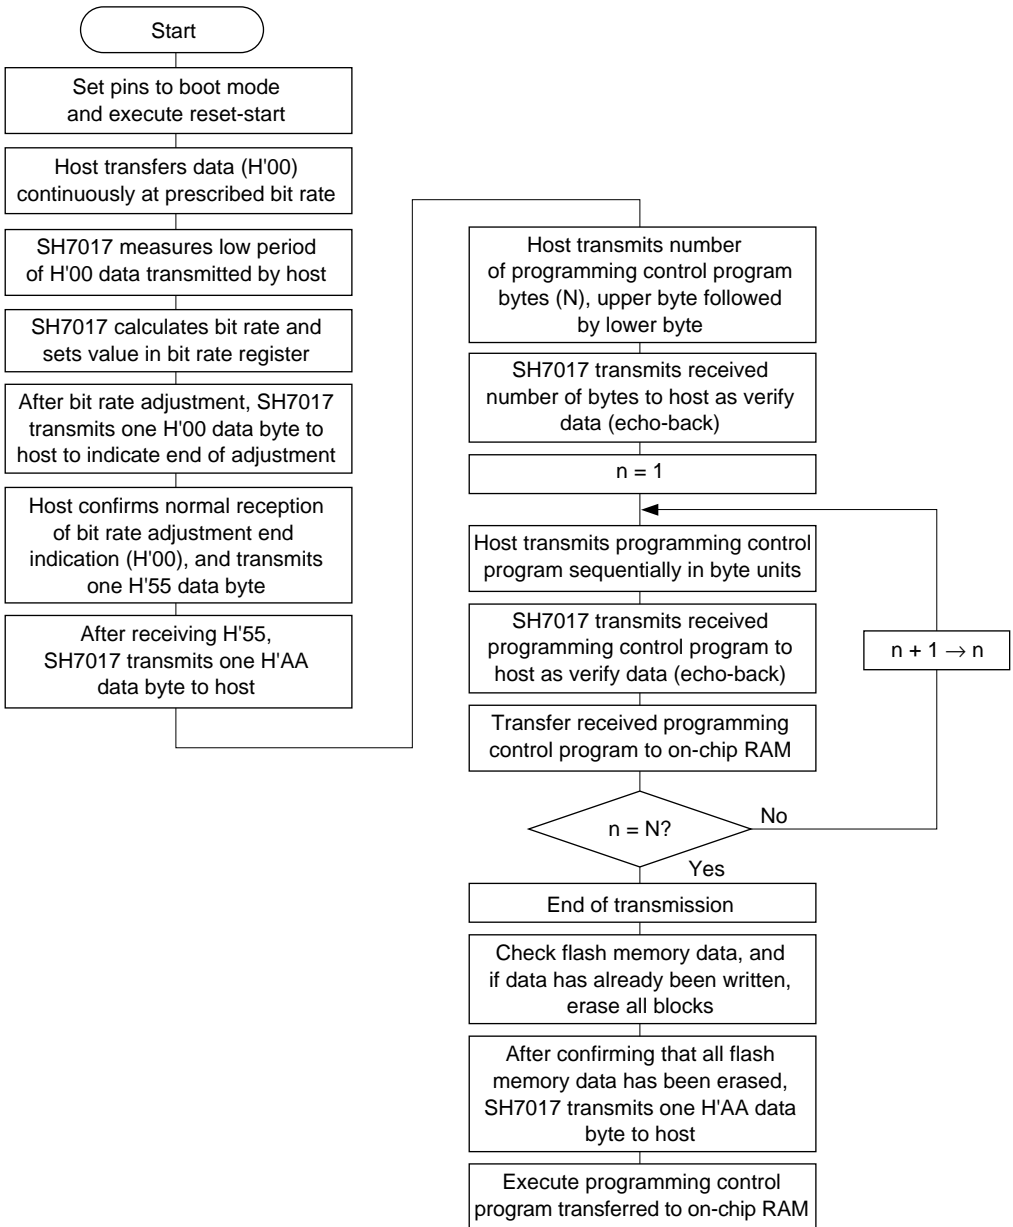 Start
Set pins to boot mode
and execute reset-start
Host transfers data (H'00)
continuously at prescribed bit rate
SH7017 measures low period
of H'00 data transmitted by host
SH7017 calculates bit rate and
sets value in bit rate register
After bit rate adjustment, SH7017
transmits one H'00 data byte to
host to indicate end of adjustment
Host confirms normal reception
of bit rate adjustment end
indication (H'00), and transmits
one H'55 data byte
After receiving H'55,
SH7017 transmits one H'AA
data byte to host
Host transmits number
of programming control program
bytes (N), upper byte followed
by lower byte
SH7017 transmits received
number of bytes to host as verify
data (echo-back)
n = 1
Host transmits programming control
program sequentially in byte units
SH7017 transmits received
programming control program to
host as verify data (echo-back)
n + 1 → n
Transfer received programming
control program to on-chip RAM
n = N?
No
Yes
End of transmission
Check flash memory data, and
if data has already been written,
erase all blocks
After confirming that all flash
memory data has been erased,
SH7017 transmits one H'AA data
byte to host
Execute programming control
program transferred to on-chip RAM